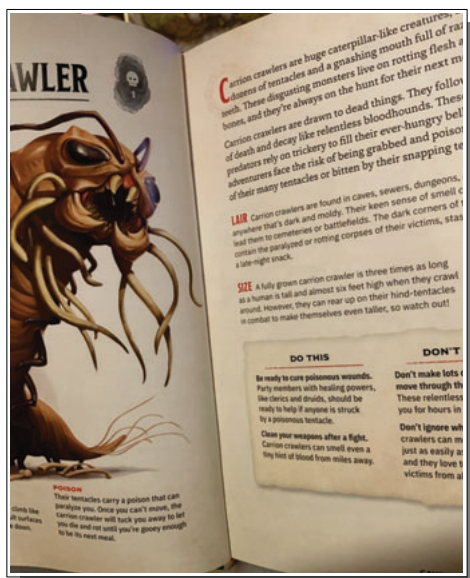 AWLER
1
POISON
Their tentacles carry a poison that can
paralyze you. Once you can't move, the
carrion crawler will tuck you away to let
you die and rot until you're gooey enough
to be its next meal.
climb like
surfaces
down.
Carrion crawlers are huge caterpillar-like creatures,
dozens of tentacles and a gnashing mouth full of
teeth. These disgusting monsters live on rotting flesh
bones, and they're always on the hunt for their next
Carrion crawlers are drawn to dead things. They follow
of death and decay like relentless bloodhounds. These
predators rely on trickery to fill their ever-hungry
adventurers face the risk of being grabbed and
of their many tentacles or bitten by their snapping
LAIR Carrion crawlers are found in caves, sewers, dungeons,
anywhere that's dark and moldy. Their keen sense of smell
lead them to cemeteries or battlefields. The dark corners of
contain the paralyzed or rotting corpses of their victims,
a late-night snack.
SIZE A fully grown carrion crawler is three times as long
as a human is tall and almost six feet high when they crawl
around. However, they can rear up on their hind-tentacles
in combat to make themselves even taller, so watch out!
DO THIS
Be ready to cure poisonous wounds.
Party members with healing powers,
like clerics and druids, should be
ready to help if anyone is struck
by a poisonous tentacle.
Clean your weapons after a fight.
Carrion crawlers can smell even a
tiny hint of blood from miles away.
DON'T
Don't make lots
move through
These relentless
you for hours in
Don't ignore
crawlers can
just as easily
and they love
victims from